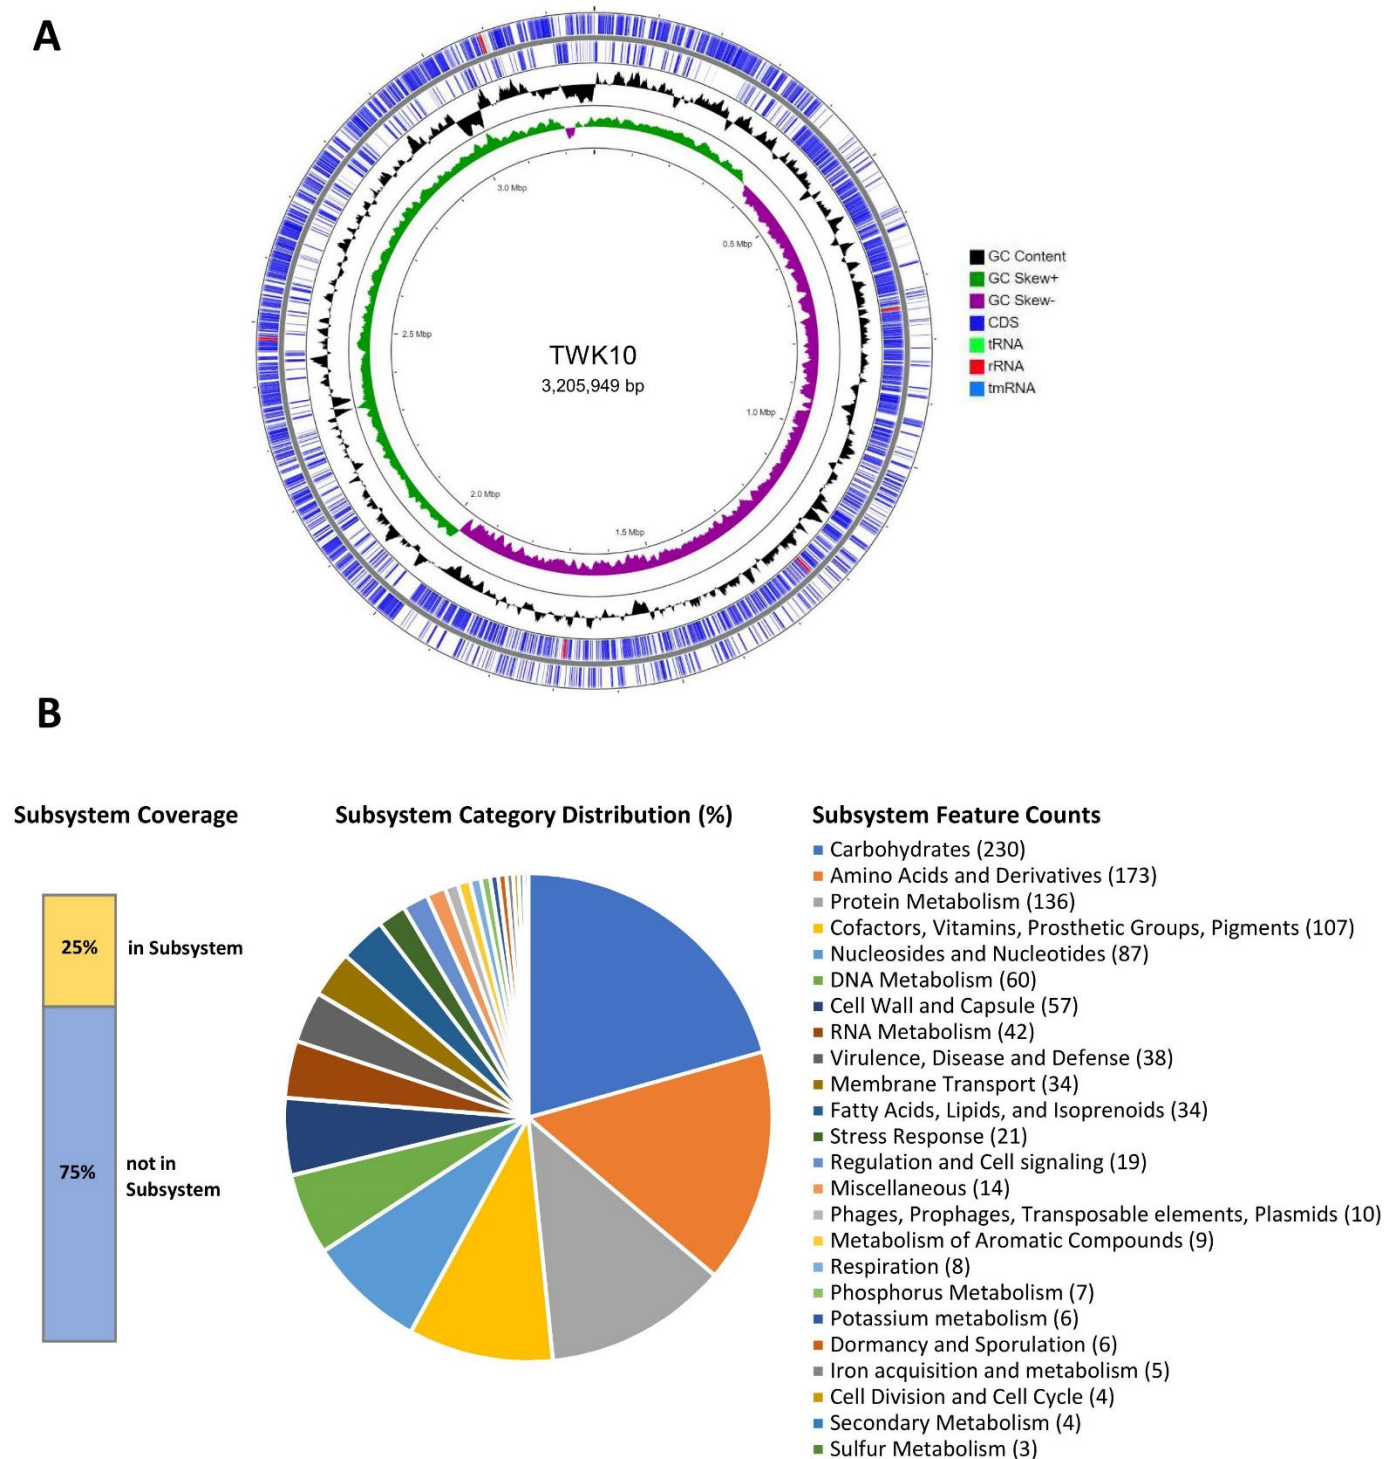 A
3.0 Mbp
0.5 Mbp
2.5 Mbp
TWK10
3,205,949 bp
1.0 Mbp
2.0 Mbp
1.5 Mbp
GC Content
GC Skew+
GC Skew-
CDS
tRNA
rRNA
tmRNA
B
Subsystem Coverage
25%
in Subsystem
75%
not in
Subsystem
Subsystem Category Distribution (%)
Subsystem Feature Counts
Carbohydrates (230)
Amino Acids and Derivatives (173)
Protein Metabolism (136)
Cofactors, Vitamins, Prosthetic Groups, Pigments (107)
Nucleosides and Nucleotides (87)
DNA Metabolism (60)
Cell Wall and Capsule (57)
RNA Metabolism (42)
Virulence, Disease and Defense (38)
Membrane Transport (34)
Fatty Acids, Lipids, and Isoprenoids (34)
Stress Response (21)
Regulation and Cell signaling (19)
Miscellaneous (14)
Phages, Prophages, Transposable elements, Plasmids (10)
Metabolism of Aromatic Compounds (9)
Respiration (8)
Phosphorus Metabolism (7)
Potassium metabolism (6)
Dormancy and Sporulation (6)
Iron acquisition and metabolism (5)
Cell Division and Cell Cycle (4)
Secondary Metabolism (4)
Sulfur Metabolism (3)